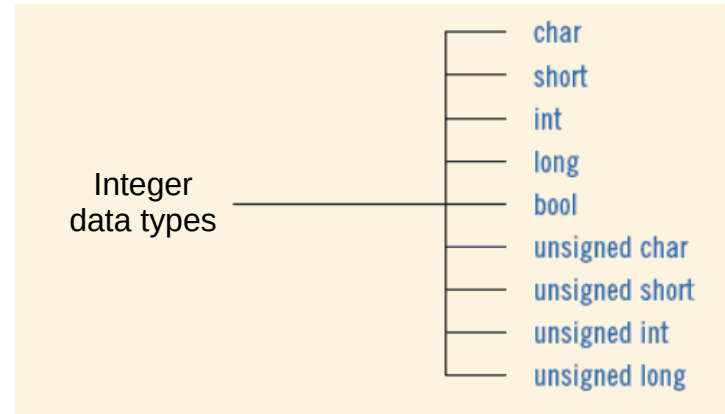 Integer
data types
char
short
int
long
bool
unsigned char
unsigned short
unsigned int
unsigned long